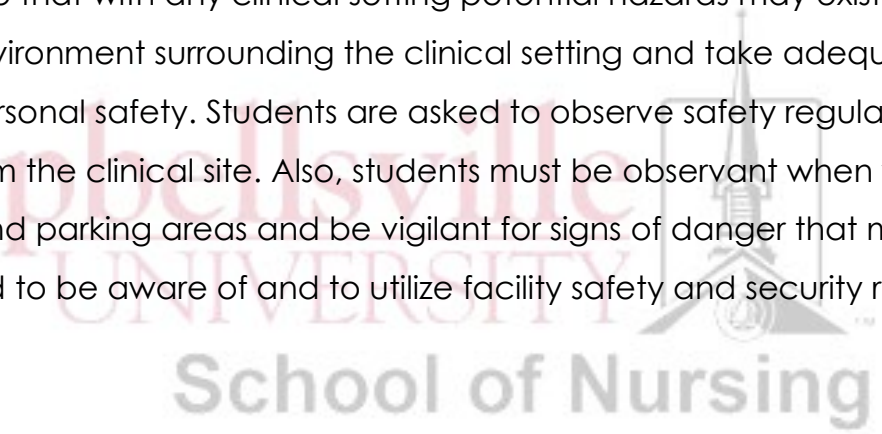 that with any clinical setting potential hazards may exist
vironment surrounding the clinical setting and take adequ
rsonal safety. Students are asked to observe safety regula
m the clinical site. Also, students must be observant when
nd parking areas and be vigilant for signs of danger that m
d to be aware of and to utilize facility safety and security r
pbellsville
UNIVERSITY
School of Nursing